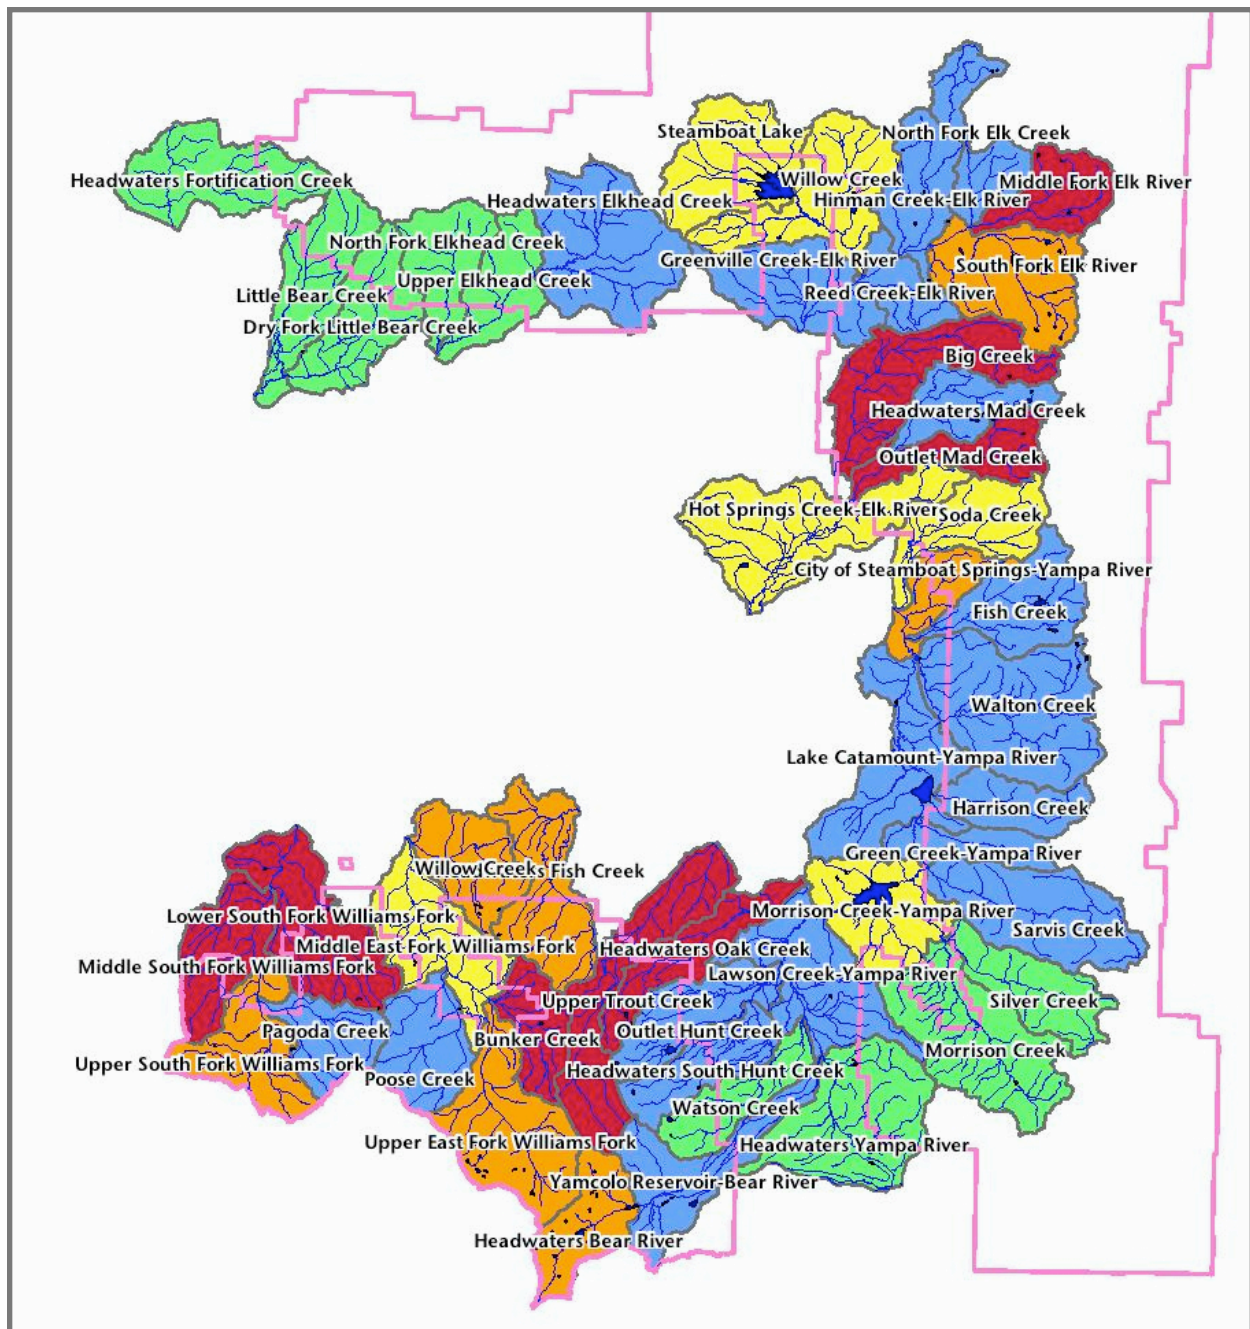 Steamboat Lake
North Fork Elk Creek
Headwaters Fortification Creek
Willow Creek
Middle Fork Elk River
Headwaters Elkhead Creek
Hinman Creek-Elk River
North Fork Elkhead Creek
Greenville Creek-Elk River
South Fork Elk River
Upper Elkhead Creek
Little Bear Creek
Reed Creek-Elk River
Dry Fork Little Bear Creek
Big Creek
Headwaters Mad Creek
Outlet Mad Creek
Hot Springs Creek-Elk River
Soda Creek
City of Steamboat Springs-Yampa River
Fish Creek
Walton Creek
Lake Catamount-Yampa River
Harrison Creek
Green Creek-Yampa River
Willow Creek
Fish Creek
Lower South Fork Williams Fork
Morrison Creek-Yampa River
Sarvis Creek
Middle East Fork Williams Fork
Headwaters Oak Creek
Middle South Fork Williams Fork
Lawson Creek-Yampa River
Upper Trout Creek
Silver Creek
Pagoda Creek
Bunker Creek
Outlet Hunt Creek
Morrison Creek
Upper South Fork Williams Fork
Poose Creek
Headwaters South Hunt Creek
Watson Creek
Upper East Fork Williams Fork
Headwaters Yampa River
Yamcolo Reservoir-Bear River
Headwaters Bear River